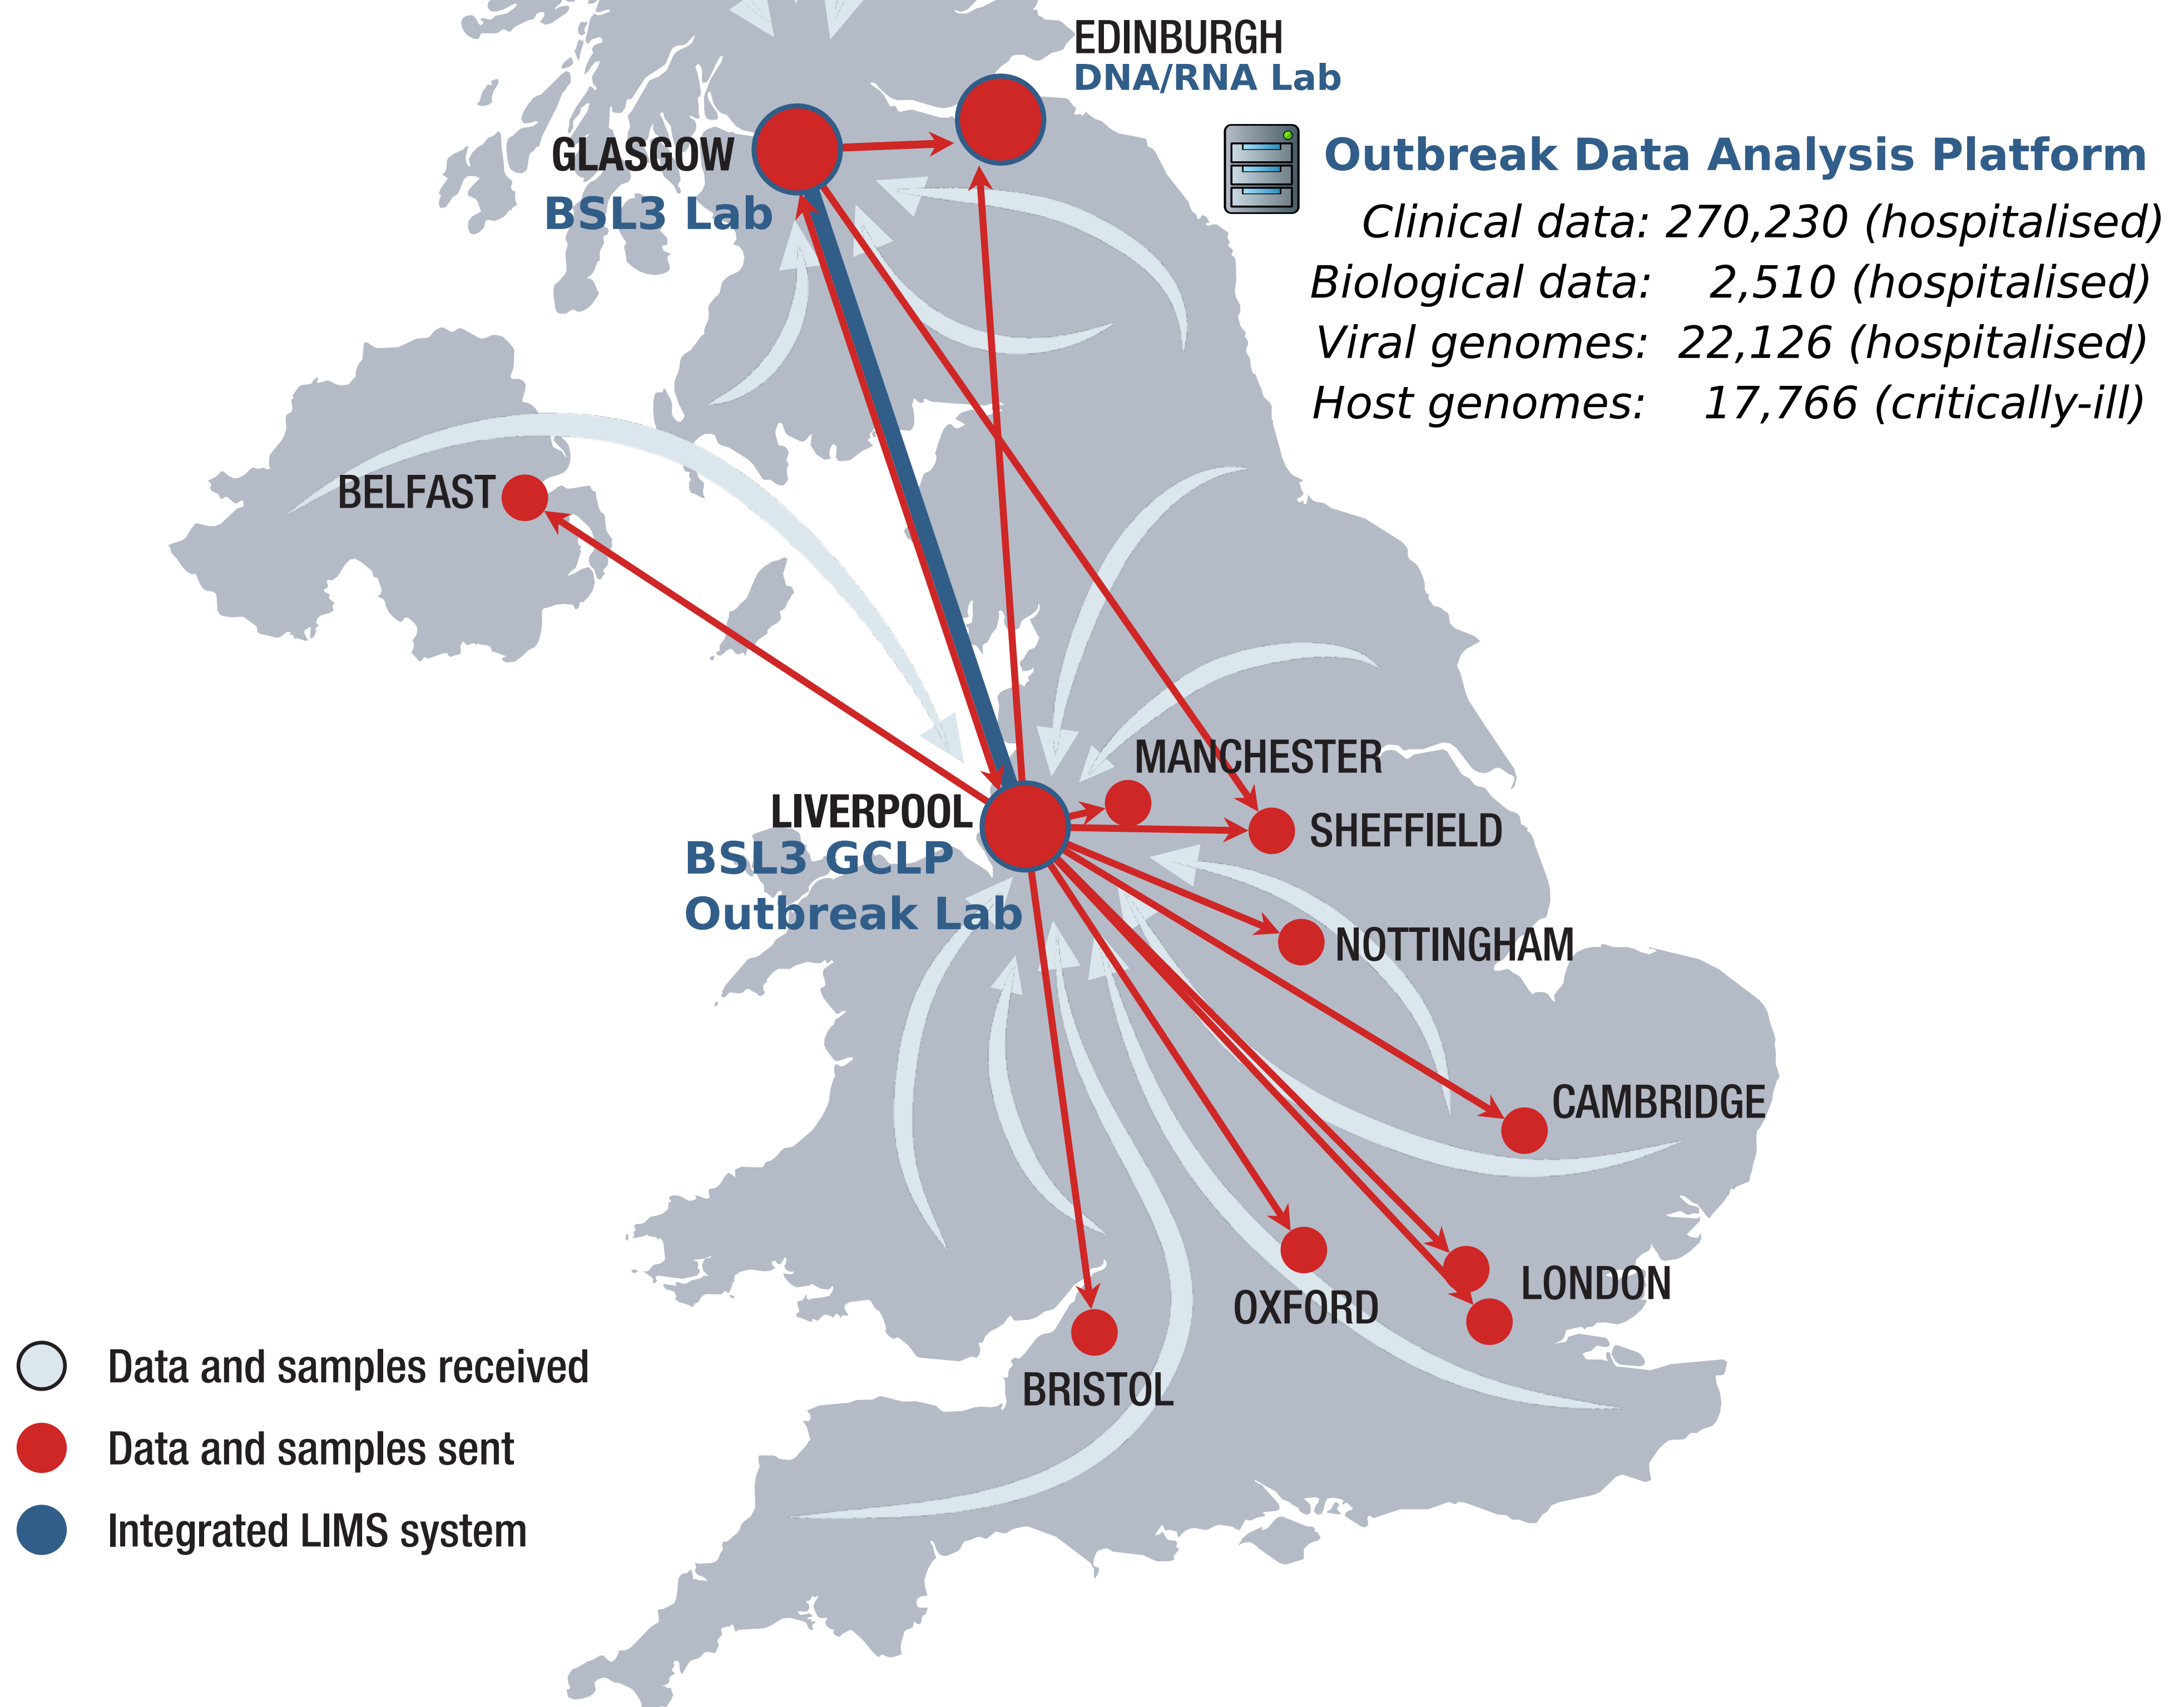 EDINBURGH
DNA/RNA Lab
GLASGOW
BSL3 Lab
Outbreak Data Analysis Platform
Clinical data: 270,230 (hospitalised)
Biological data: 2,510 (hospitalised)
Viral genomes: 22,126 (hospitalised)
Host genomes: 17,766 (critically-ill)
BELFAST
MANCHESTER
LIVERPOOL
BSL3 GCLP
Outbreak Lab
SHEFFIELD
NOTTINGHAM
CAMBRIDGE
LONDON
OXFORD
BRISTOL
Data and samples received
Data and samples sent
Integrated LIMS system